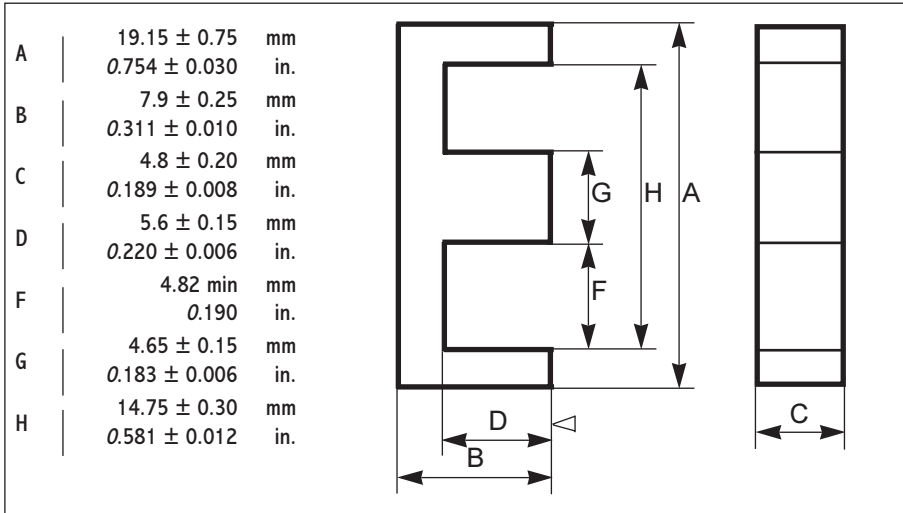 A | 19.15 ± 0.75 mm
0.754 ± 0.030 in.
B | 7.9 ± 0.25 mm
0.311 ± 0.010 in.
C | 4.8 ± 0.20 mm
0.189 ± 0.008 in.
D | 5.6 ± 0.15 mm
0.220 ± 0.006 in.
F | 4.82 min mm
0.190 in.
G | 4.65 ± 0.15 mm
0.183 ± 0.006 in.
H | 14.75 ± 0.30 mm
0.581 ± 0.012 in.
G H A
F
D
B
C